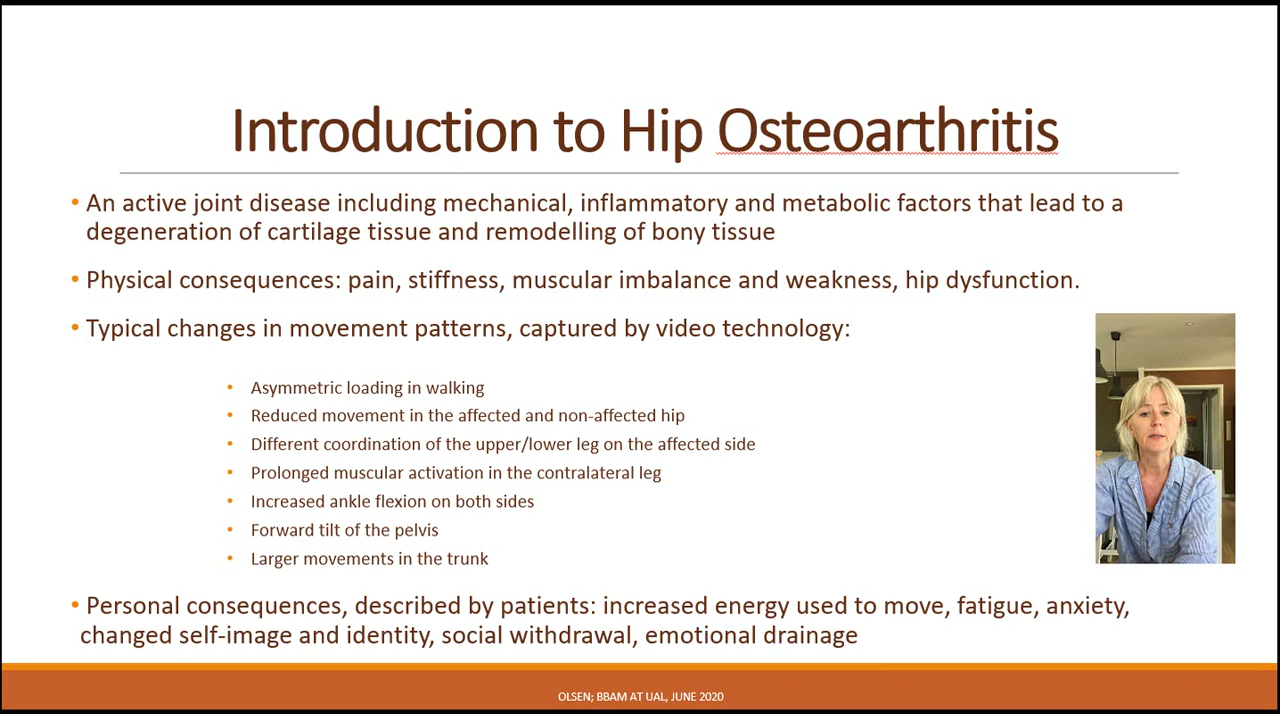 Introduction to Hip Osteoarthritis
• An active joint disease including mechanical, inflammatory and metabolic factors that lead to a
degeneration of cartilage tissue and remodelling of bony tissue
• Physical consequences: pain, stiffness, muscular imbalance and weakness, hip dysfunction.
• Typical changes in movement patterns, captured by video technology:
• Asymmetric loading in walking
• Reduced movement in the affected and non-affected hip
• Different coordination of the upper/lower leg on the affected side
• Prolonged muscular activation in the contralateral leg
• Increased ankle flexion on both sides
• Forward tilt of the pelvis
• Larger movements in the trunk
• Personal consequences, described by patients: increased energy used to move, fatigue, anxiety,
changed self-image and identity, social withdrawal, emotional drainage
OLSEN; BBAM AT UAL, JUNE 2020